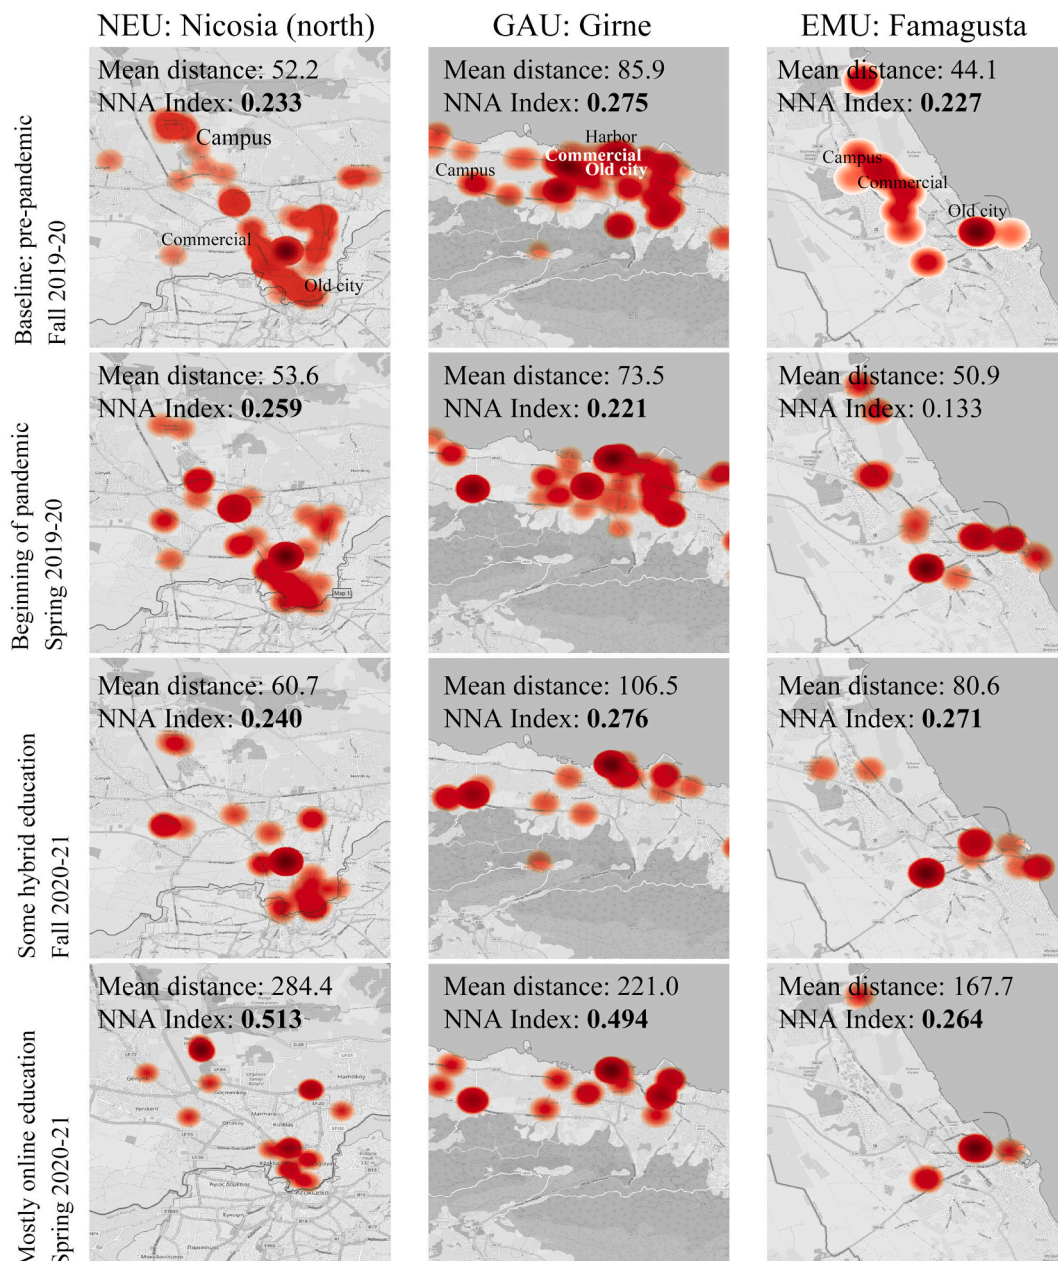 NEU: Nicosia (north)
GAU: Girne
EMU: Famagusta
Baseline: pre-pandemic
Fall 2019-20
Mean distance: 52.2
NNA Index: 0.233
Campus
Commercial
Old city
Mean distance: 85.9
NNA Index: 0.275
Harbor
Commercial
Old city
Campus
Mean distance: 44.1
NNA Index: 0.227
Campus
Commercial
Old city
Beginning of pandemic
Spring 2019-20
Mean distance: 53.6
NNA Index: 0.259
Map 1
Mean distance: 73.5
NNA Index: 0.221
Mean distance: 50.9
NNA Index: 0.133
Some hybrid education
Fall 2020-21
Mean distance: 60.7
NNA Index: 0.240
Mean distance: 106.5
NNA Index: 0.276
Mean distance: 80.6
NNA Index: 0.271
Mostly online education
Spring 2020-21
Mean distance: 284.4
NNA Index: 0.513
Hamitköy
Yenikent
Ortaköy
Marmara
Kızılbaş
Mean distance: 221.0
NNA Index: 0.494
Mean distance: 167.7
NNA Index: 0.264